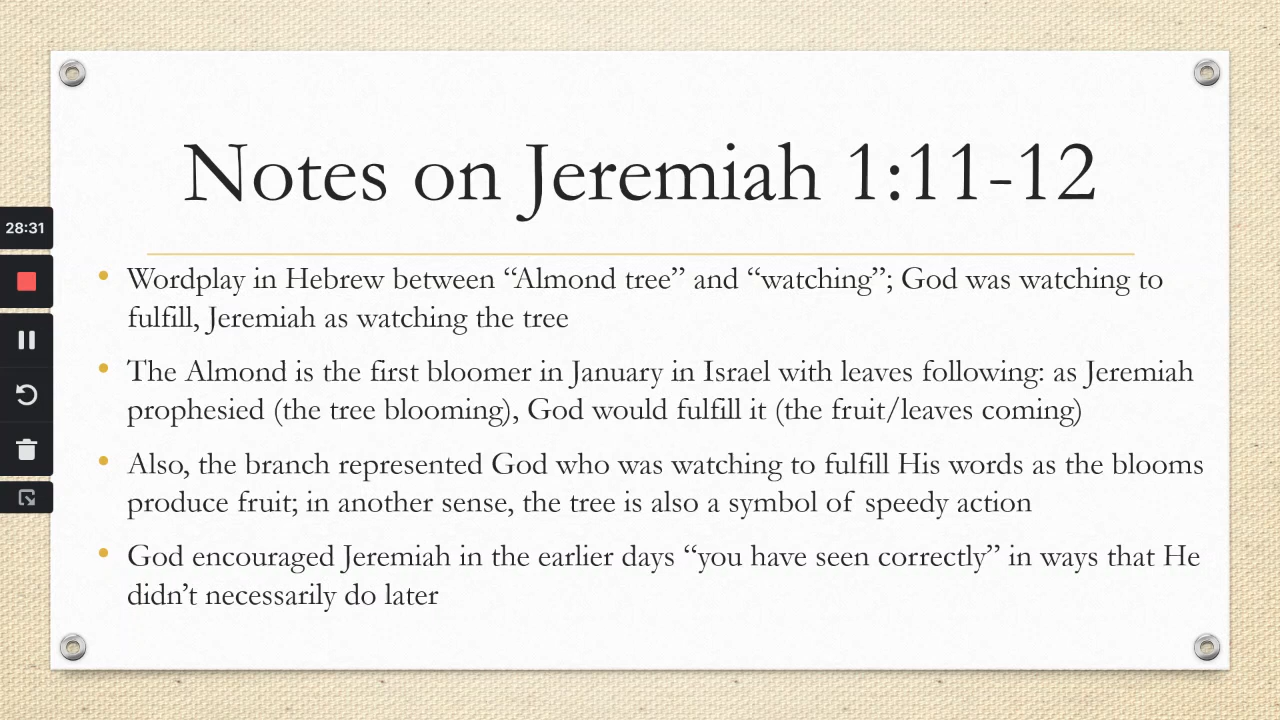 Notes on Jeremiah 1:11-12
28:31
Wordplay in Hebrew between “Almond tree” and “watching”; God was watching to
fulfill, Jeremiah as watching the tree
The Almond is the first bloomer in January in Israel with leaves following: as Jeremiah
prophesied (the tree blooming), God would fulfill it (the fruit/leaves coming)
Also, the branch represented God who was watching to fulfill His words as the blooms
produce fruit; in another sense, the tree is also a symbol of speedy action
God encouraged Jeremiah in the earlier days “you have seen correctly” in ways that He
didn’t necessarily do later